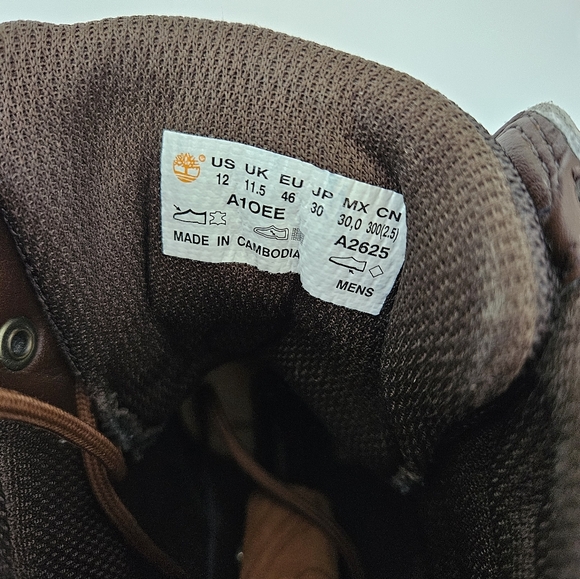 US UK EU JP MX CN
12 11.5 46 30 30,0 300(2.5)
A1OEE A2625
MADE IN CAMBODIA MENS